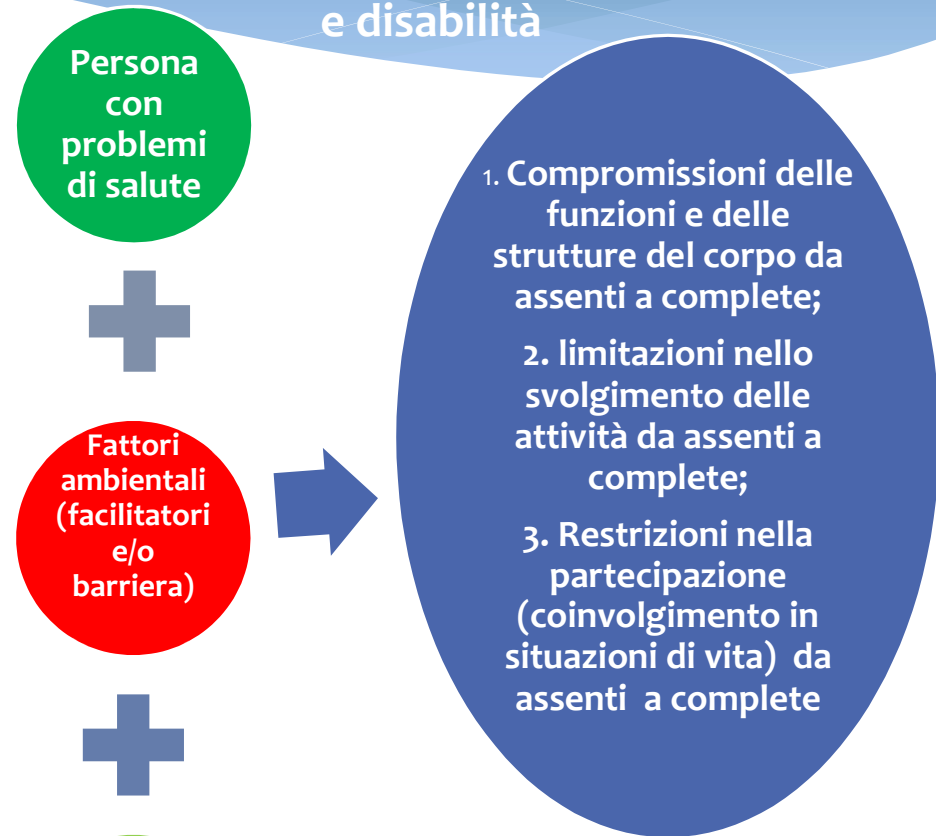 e disabilità
Persona
con
problemi
di salute
Fattori
ambientali
(facilitatori
e/o
barriera)
1. Compromissioni delle
funzioni e delle
strutture del corpo da
assenti a complete;
2. limitazioni nello
svolgimento delle
attività da assenti a
complete;
3. Restrizioni nella
partecipazione
(coinvolgimento in
situazioni di vita) da
assenti a complete